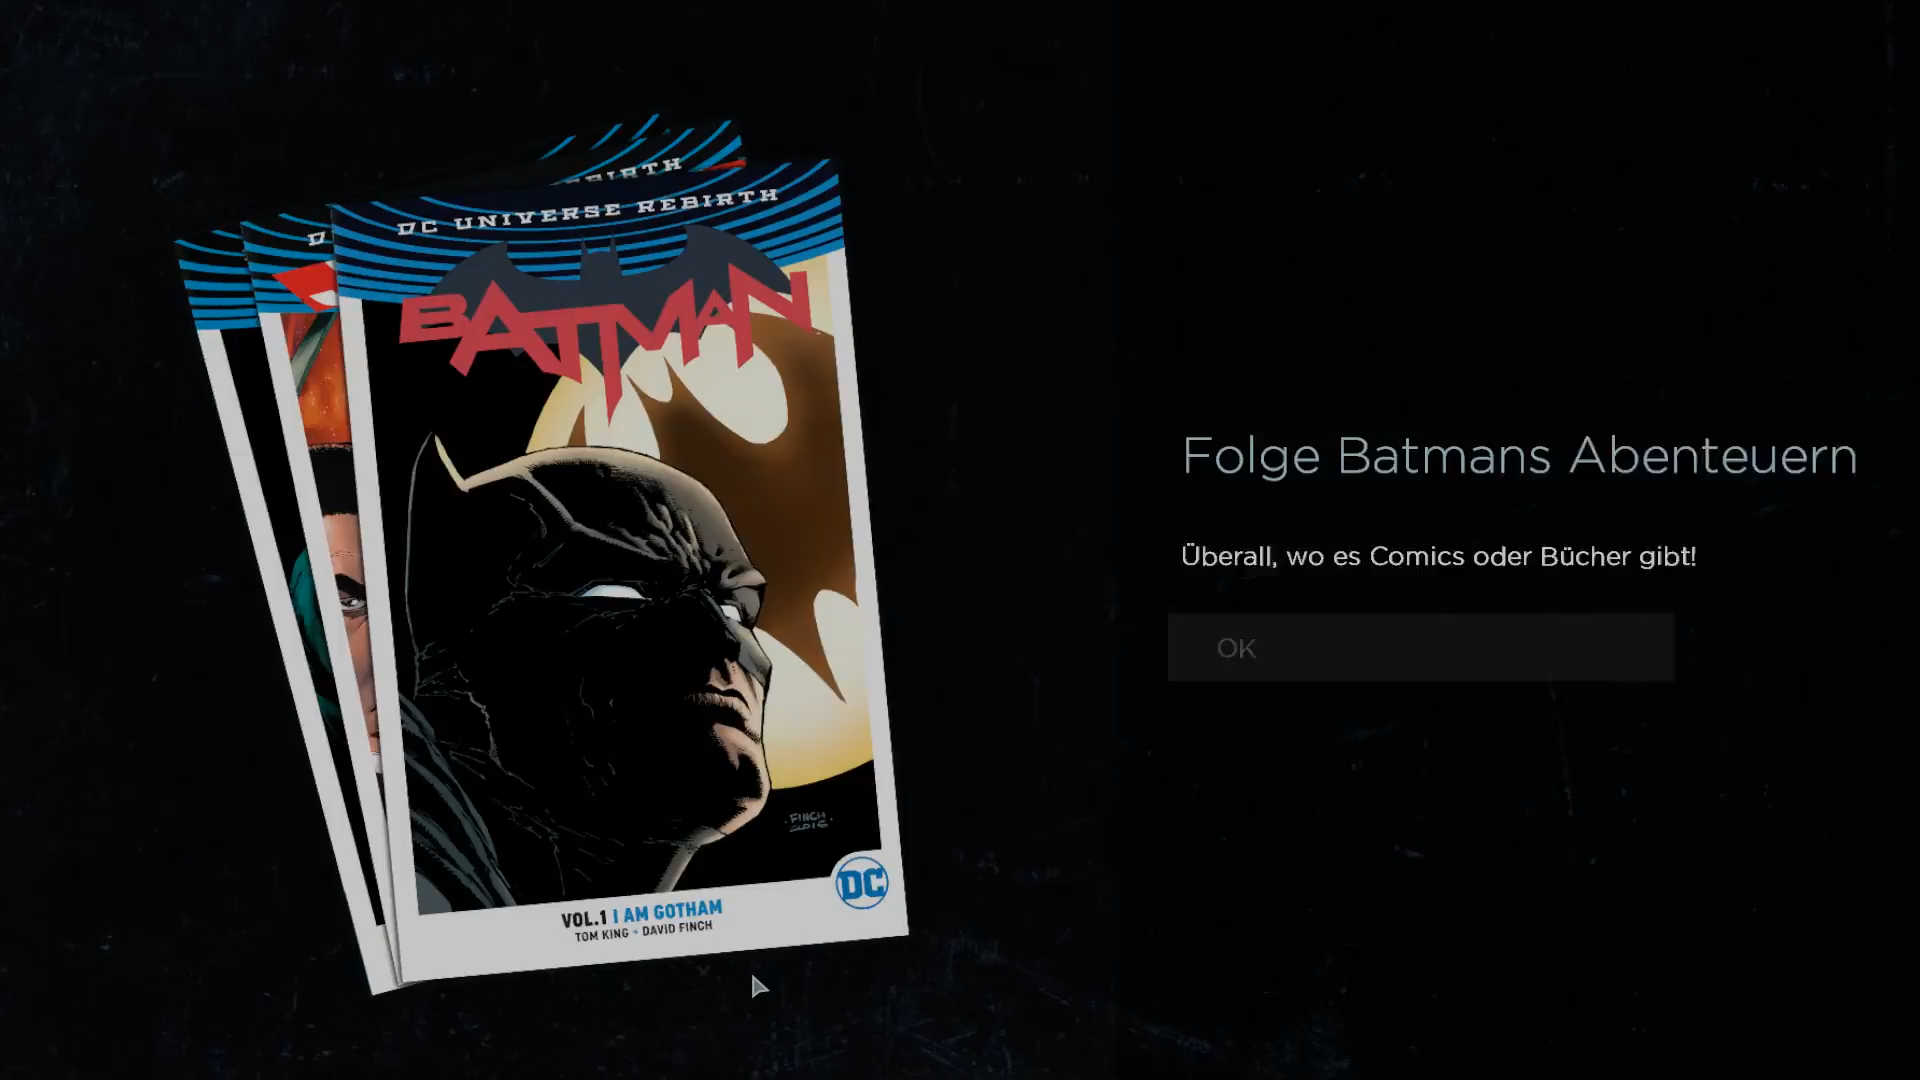 EBIRTH
D
DC UNIVERSE REBIRTH
BATMAN
FINCH
2016
DC
VOL.1 I AM GOTHAM
TOM KING - DAVID FINCH
Folge Batmans Abenteuern
Überall, wo es Comics oder Bücher gibt!
OK